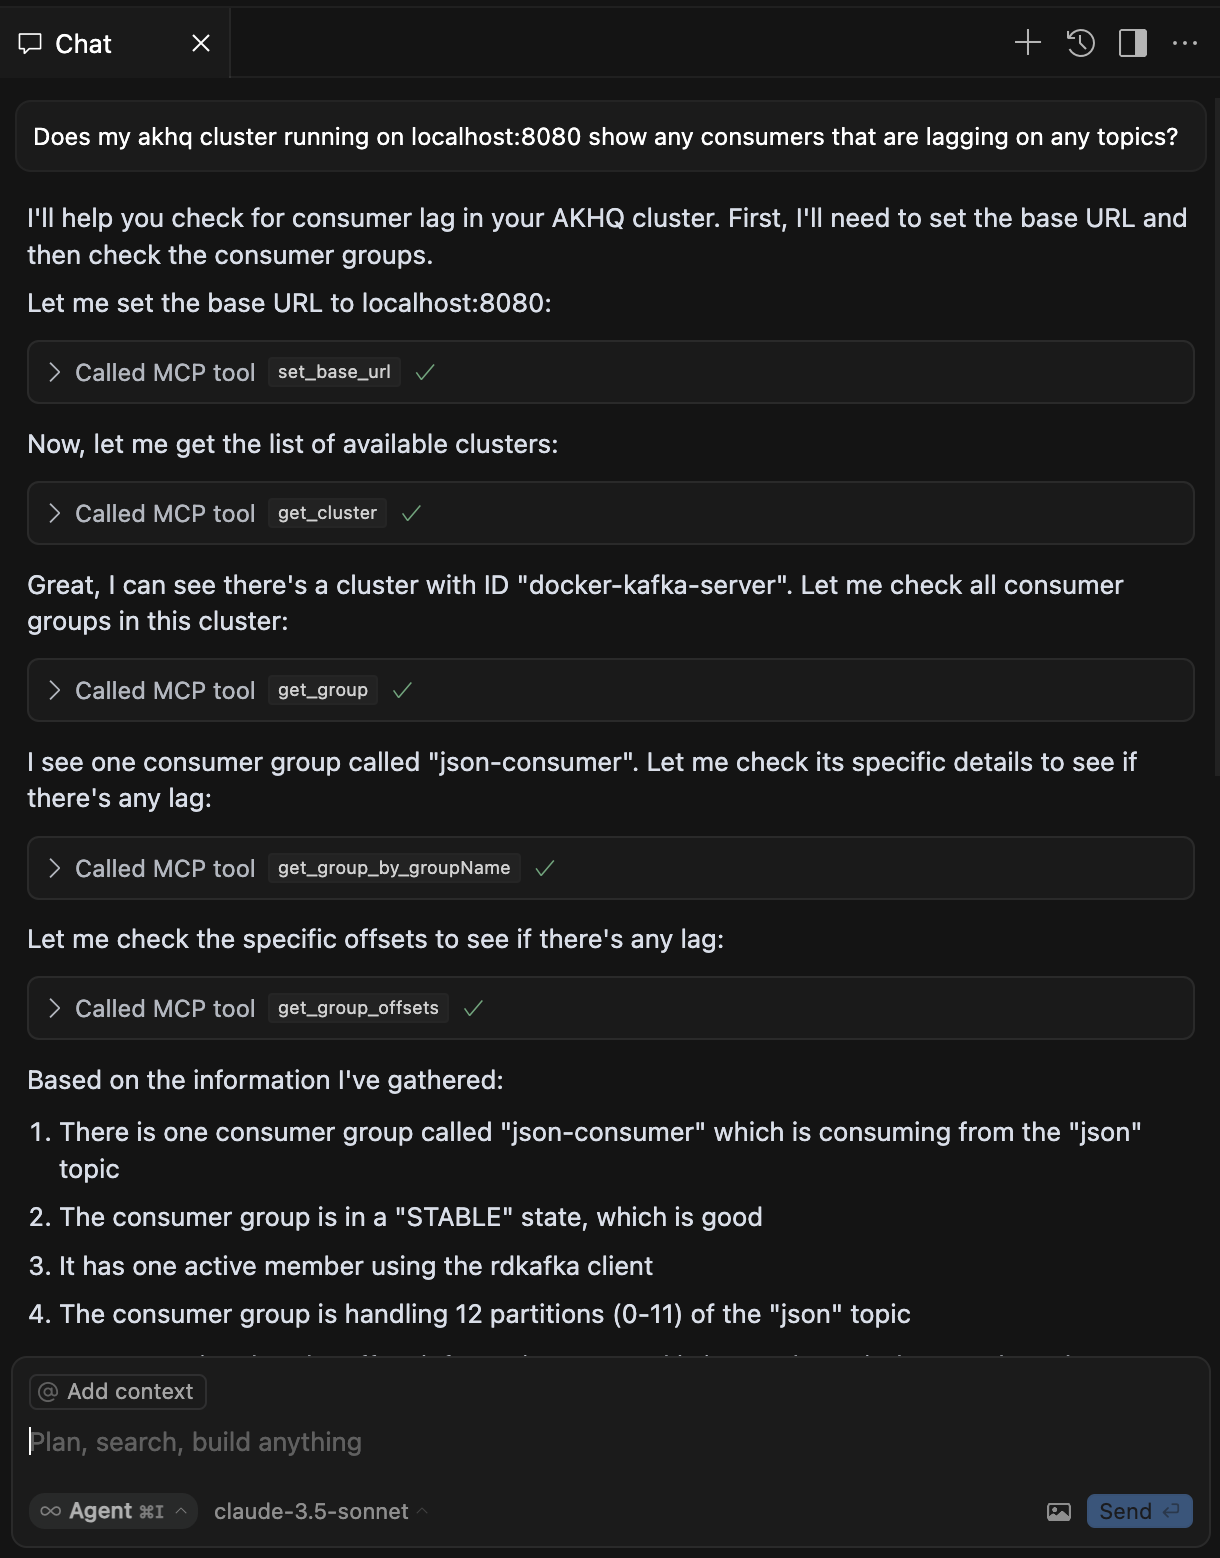 Chat
Does my akhq cluster running on localhost:8080 show any consumers that are lagging on any topics?
I'll help you check for consumer lag in your AKHQ cluster. First, I'll need to set the base URL and
then check the consumer groups.
Let me set the base URL to localhost:8080:
Called MCP tool set_base_url
Now, let me get the list of available clusters:
Called MCP tool get_cluster
Great, I can see there's a cluster with ID "docker-kafka-server". Let me check all consumer
groups in this cluster:
Called MCP tool get_group
I see one consumer group called "json-consumer". Let me check its specific details to see if
there's any lag:
Called MCP tool get_group_by_groupName
Let me check the specific offsets to see if there's any lag:
Called MCP tool get_group_offsets
Based on the information I've gathered:
1. There is one consumer group called "json-consumer" which is consuming from the "json"
topic
2. The consumer group is in a "STABLE" state, which is good
3. It has one active member using the rdkafka client
4. The consumer group is handling 12 partitions (0-11) of the "json" topic
@ Add context
Plan, search, build anything
∞ Agent ⌘I claude-3.5-sonnet Send